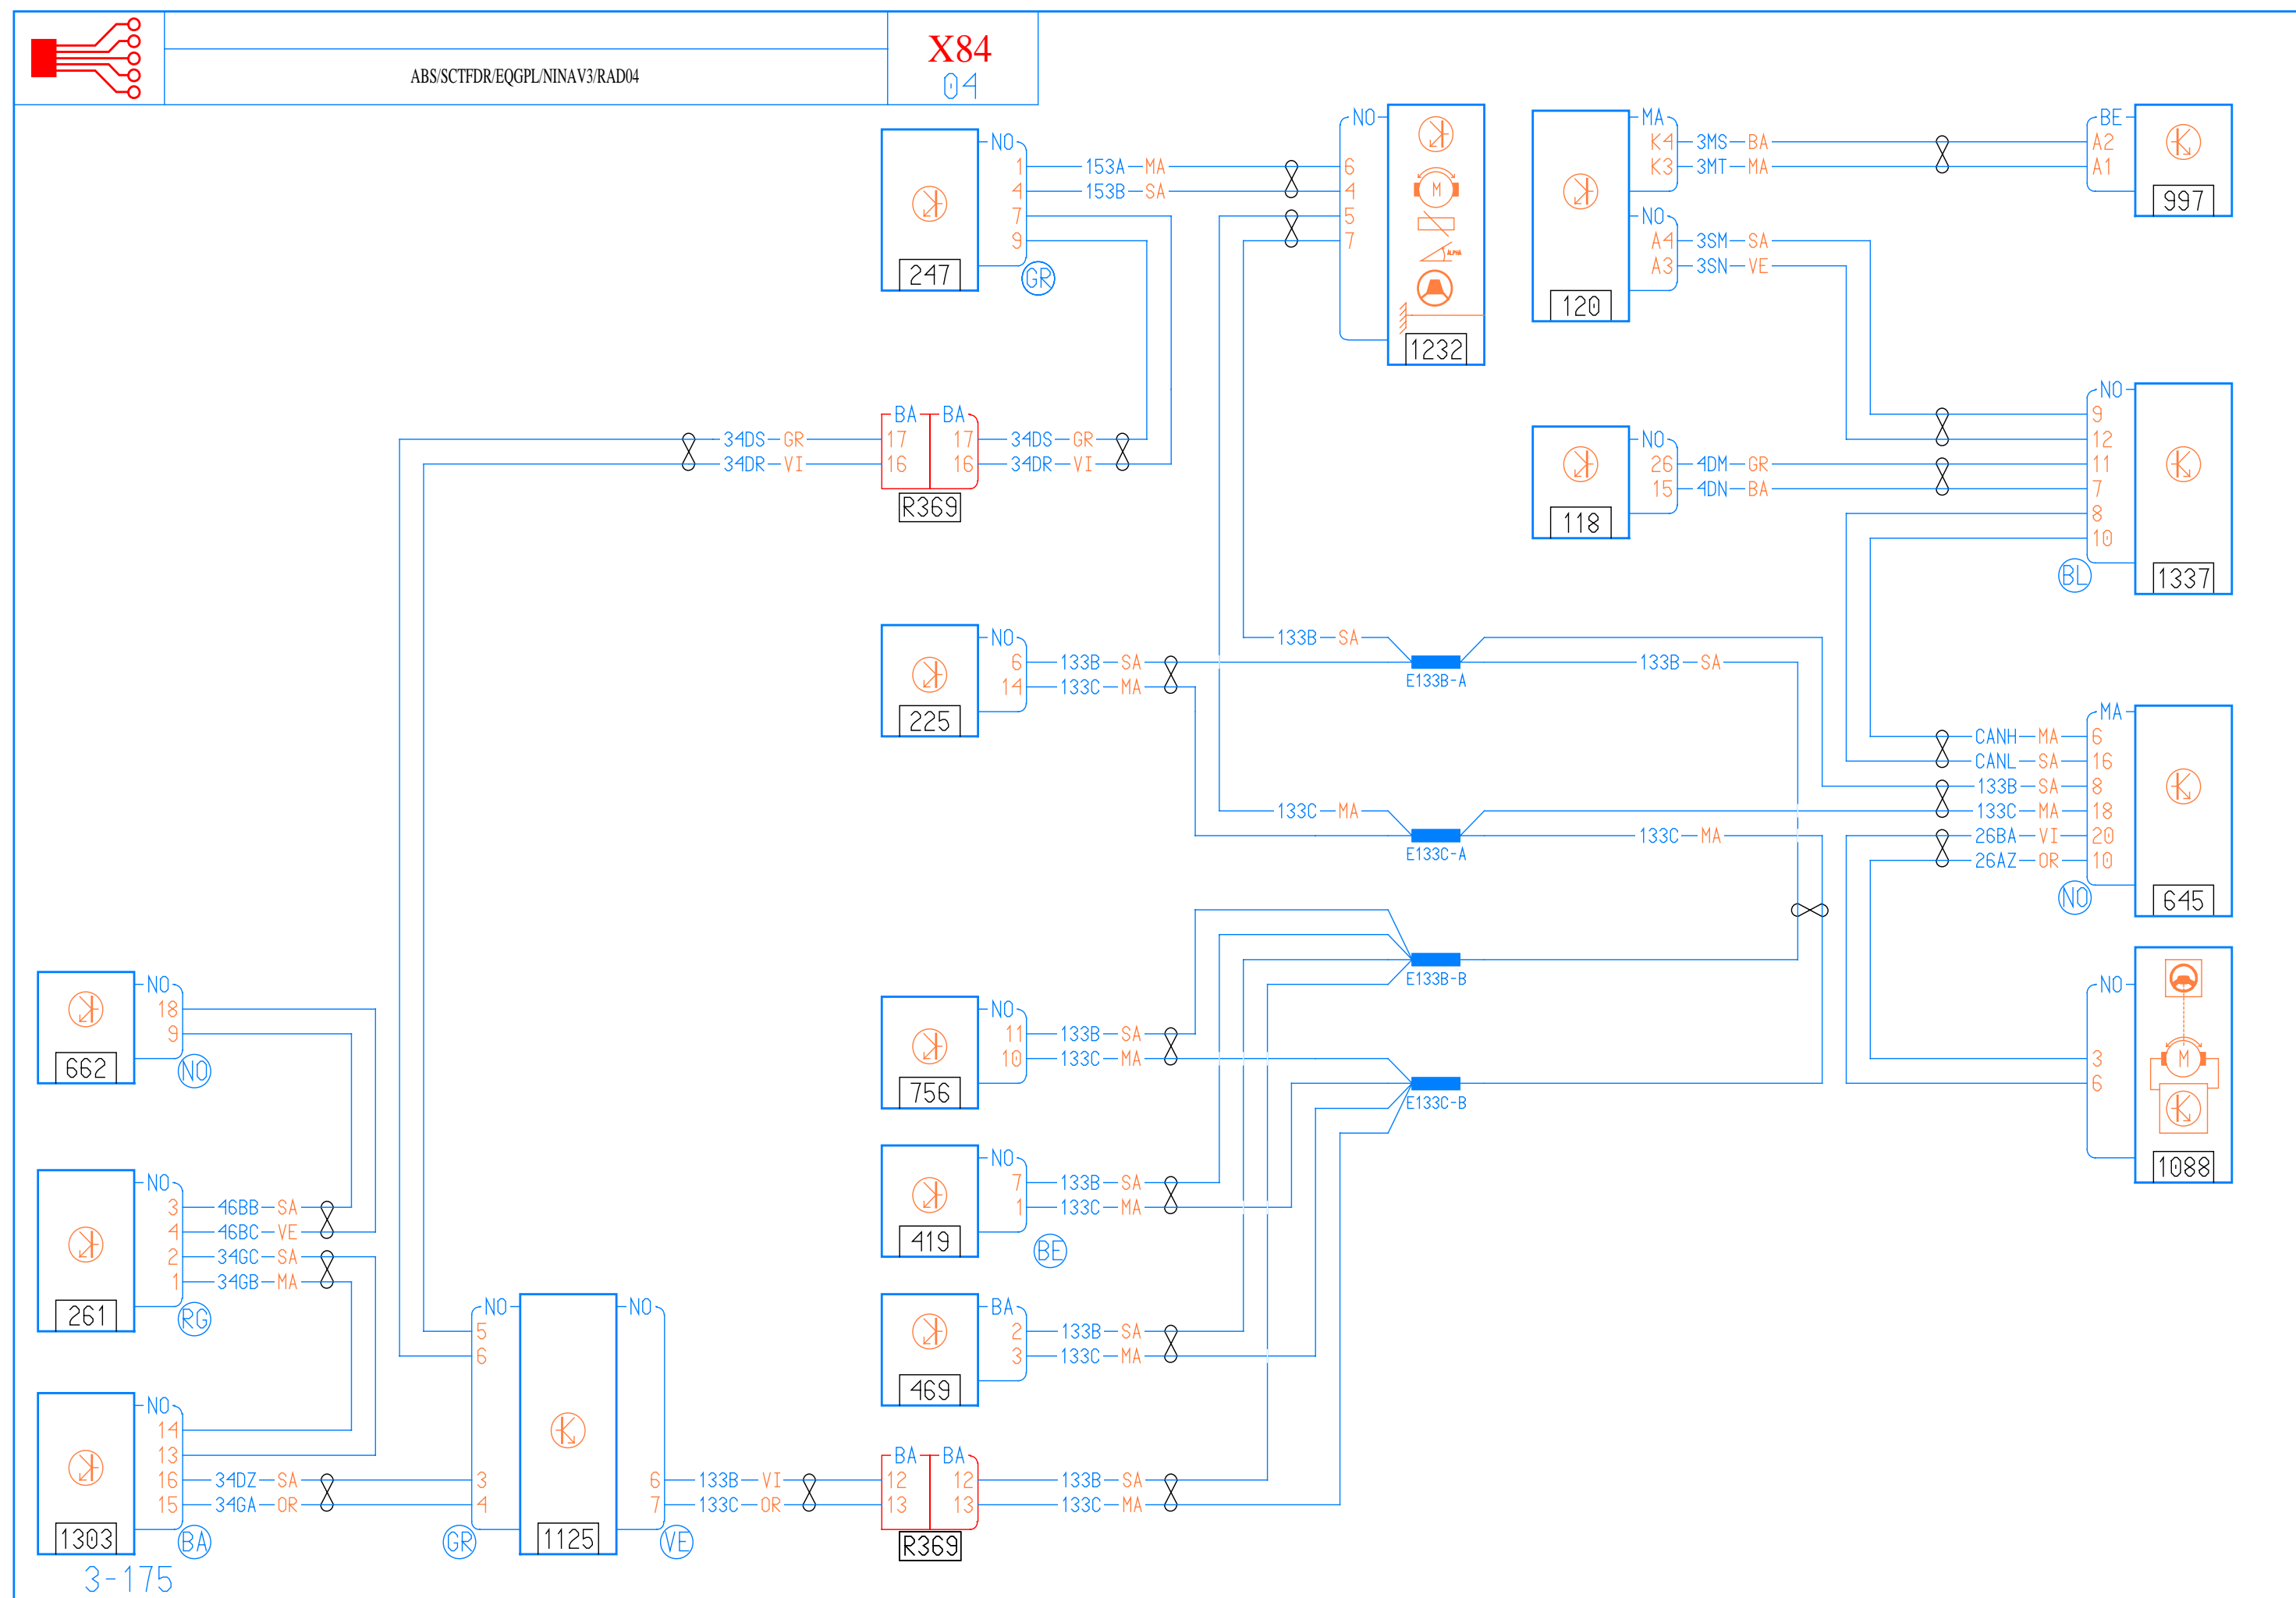 ABS/SCTFDR/EQGPL/NINAV3/RAD04
X84
04
NO
1 153A MA
4 153B SA
7
9
GR
247
NO
6
4
5
7
M
ALPHA
1232
MA
K4 3MS BA
K3 3MT MA
NO
A4 3SM SA
A3 3SN VE
120
BE
A2
A1
997
34DS GR
34DR VI
BA BA
17 17
16 16
34DS GR
34DR VI
R369
NO
26 4DM GR
15 4DN BA
118
NO
9
12
11
7
8
10
BL
1337
NO
6 133B SA
14 133C MA
225
133B SA
E133B-A
133B SA
133C MA
E133C-A
133C MA
MA
CANH MA 6
CANL SA 16
133B SA 8
133C MA 18
26BA VI 20
26AZ OR 10
NO
645
E133B-B
E133C-B
NO
3
6
M
1088
NO
18
9
662
NO
NO
11 133B SA
10 133C MA
756
NO
7 133B SA
1 133C MA
419
BE
NO
3 46BB SA
4 46BC VE
2 34GC SA
1 34GB MA
261
RG
BA
2 133B SA
3 133C MA
469
NO
14
13
16 34DZ SA
15 34GA OR
1303
BA
NO
5
6
3
4
GR
1125
NO
6 133B VI
7 133C OR
VE
BA BA
12 12
13 13
133B SA
133C MA
R369
3-175